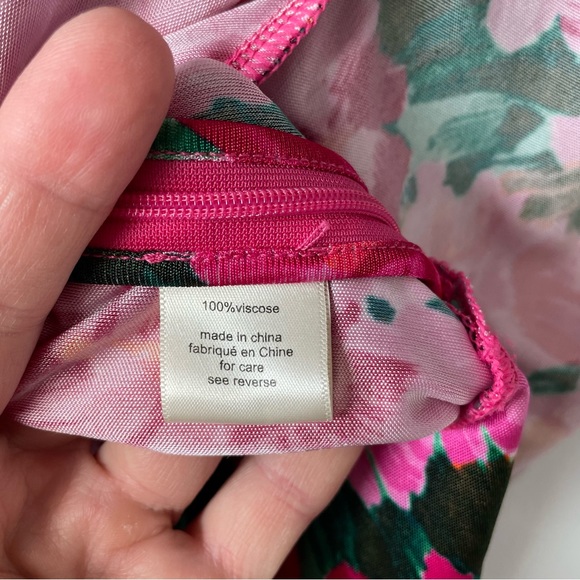 100%viscose
made in china
fabriqué en Chine
for care
see reverse